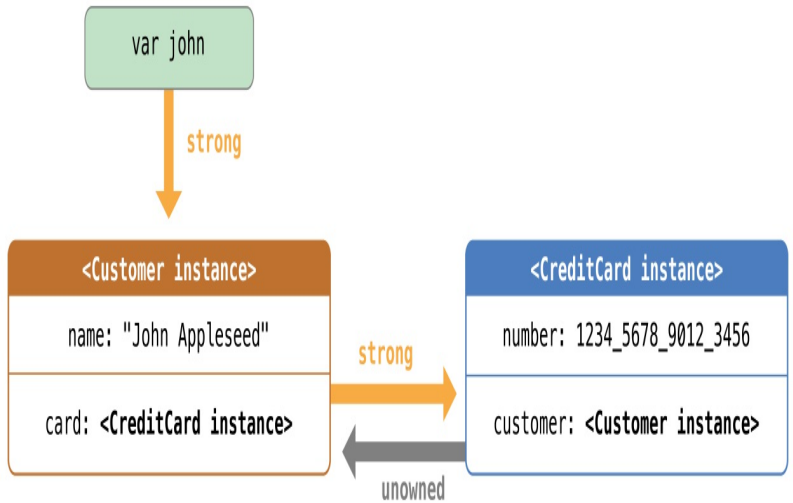 var john
strong
<Customer instance>
name: "John Appleseed"
card: <CreditCard instance>
strong
unowned
<CreditCard instance>
number: 1234_5678_9012_3456
customer: <Customer instance>